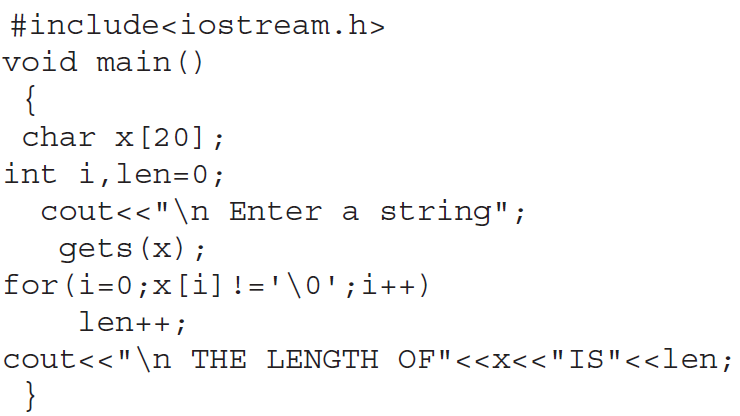 #include<iostream.h>
void main()
{
char x[20];
int i,len=0;
cout<<"\n Enter a string";
gets(x);
for(i=0;x[i]!='\0';i++)
len++;
cout<<"\n THE LENGTH OF"<<x<<"IS"<<len;
}